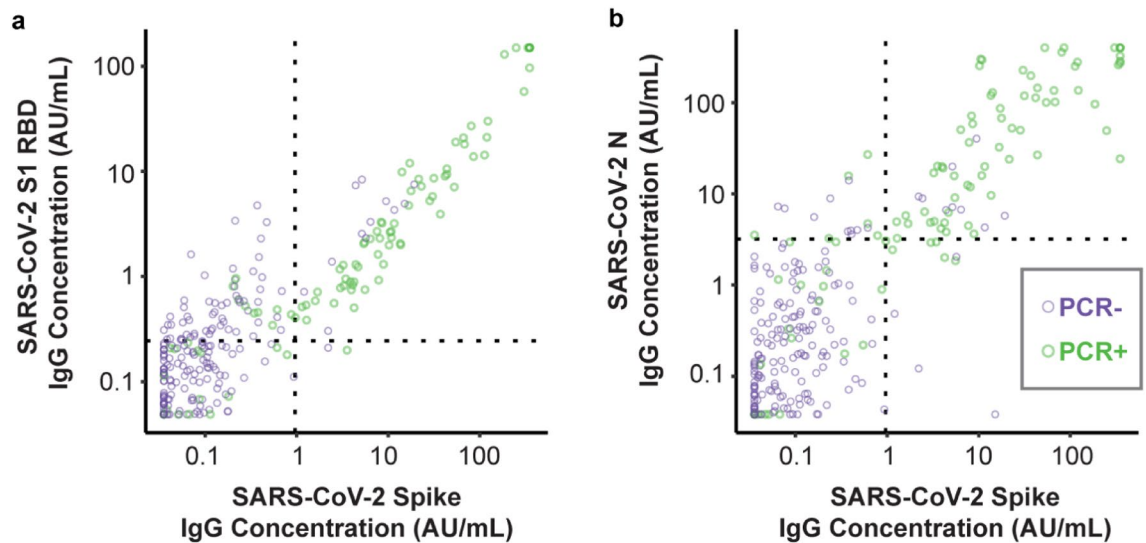 a
SARS-CoV-2 S1 RBD
IgG Concentration (AU/mL)
100
10
1
0.1
0.1
1
10
100
SARS-CoV-2 Spike
IgG Concentration (AU/mL)
b
SARS-CoV-2 N
IgG Concentration (AU/mL)
100
10
1
0.1
0.1
1
10
100
SARS-CoV-2 Spike
IgG Concentration (AU/mL)
PCR-
PCR+